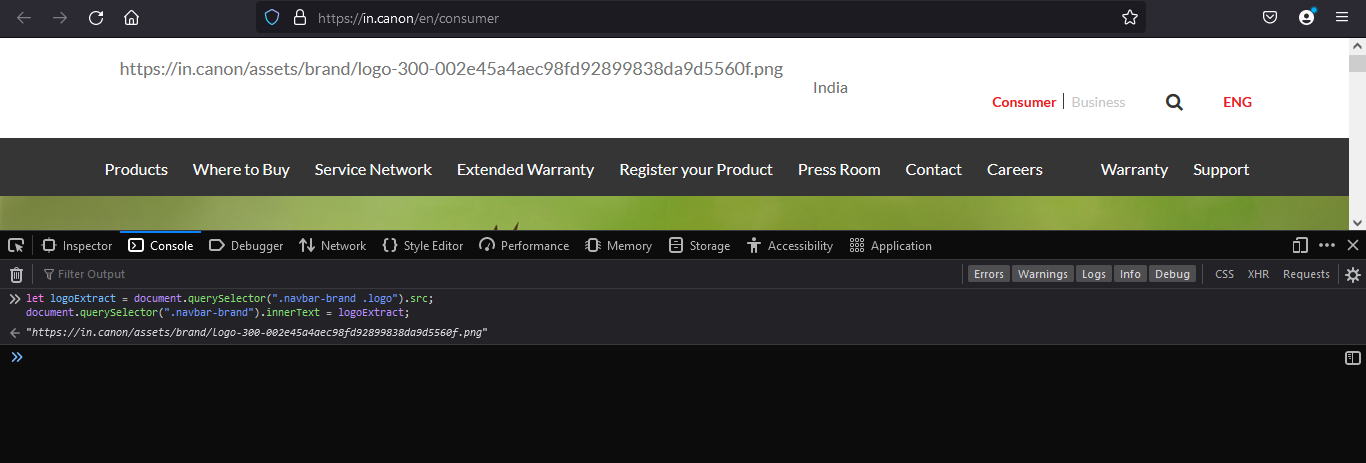 https://in.canon/en/consumer
https://in.canon/assets/brand/logo-300-002e45a4aec98fd92899838da9d5560f.png
India
Consumer Business ENG
Products Where to Buy Service Network Extended Warranty Register your Product Press Room Contact Careers Warranty Support
Inspector Console Debugger Network Style Editor Performance Memory Storage Accessibility Application
Filter Output Errors Warnings Logs Info Debug CSS XHR Requests
let logoExtract = document.querySelector(".navbar-brand .logo").src;
document.querySelector(".navbar-brand").innerText = logoExtract;
"https://in.canon/assets/brand/logo-300-002e45a4aec98fd92899838da9d5560f.png"